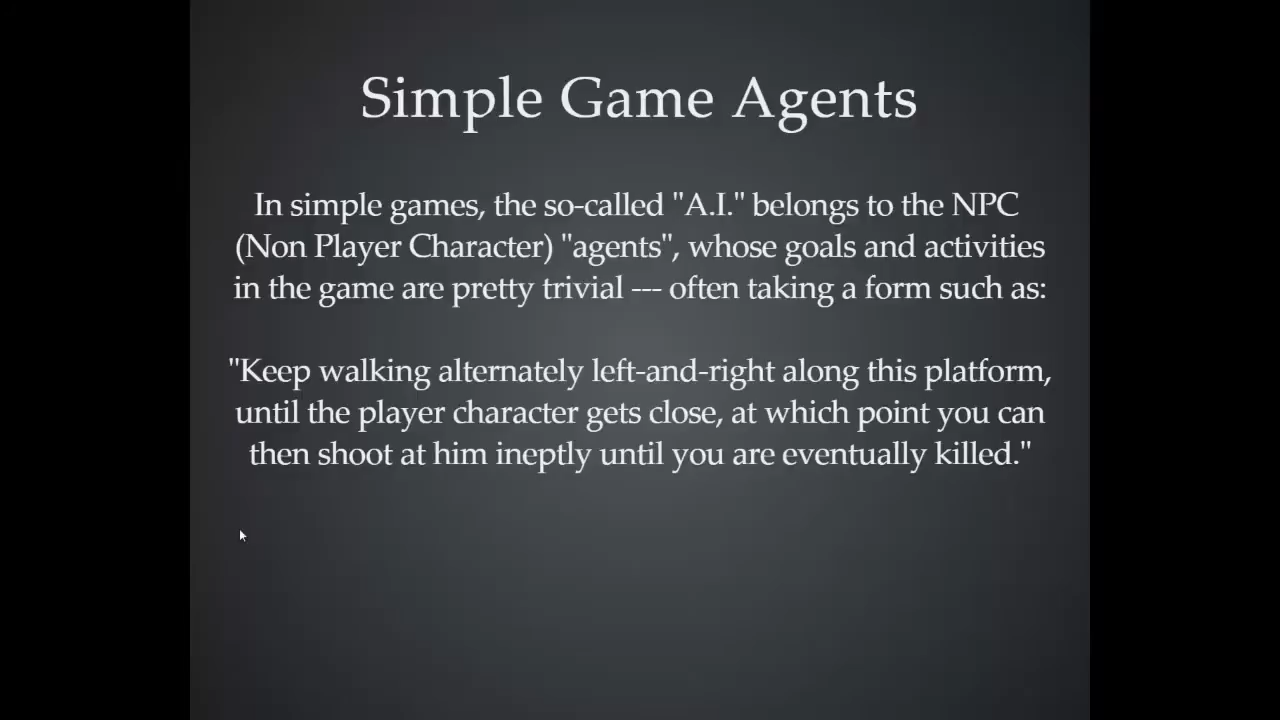 Simple Game Agents
In simple games, the so-called "A.I." belongs to the NPC
(Non Player Character) "agents", whose goals and activities
in the game are pretty trivial --- often taking a form such as:
"Keep walking alternately left-and-right along this platform,
until the player character gets close, at which point you can
then shoot at him ineptly until you are eventually killed."